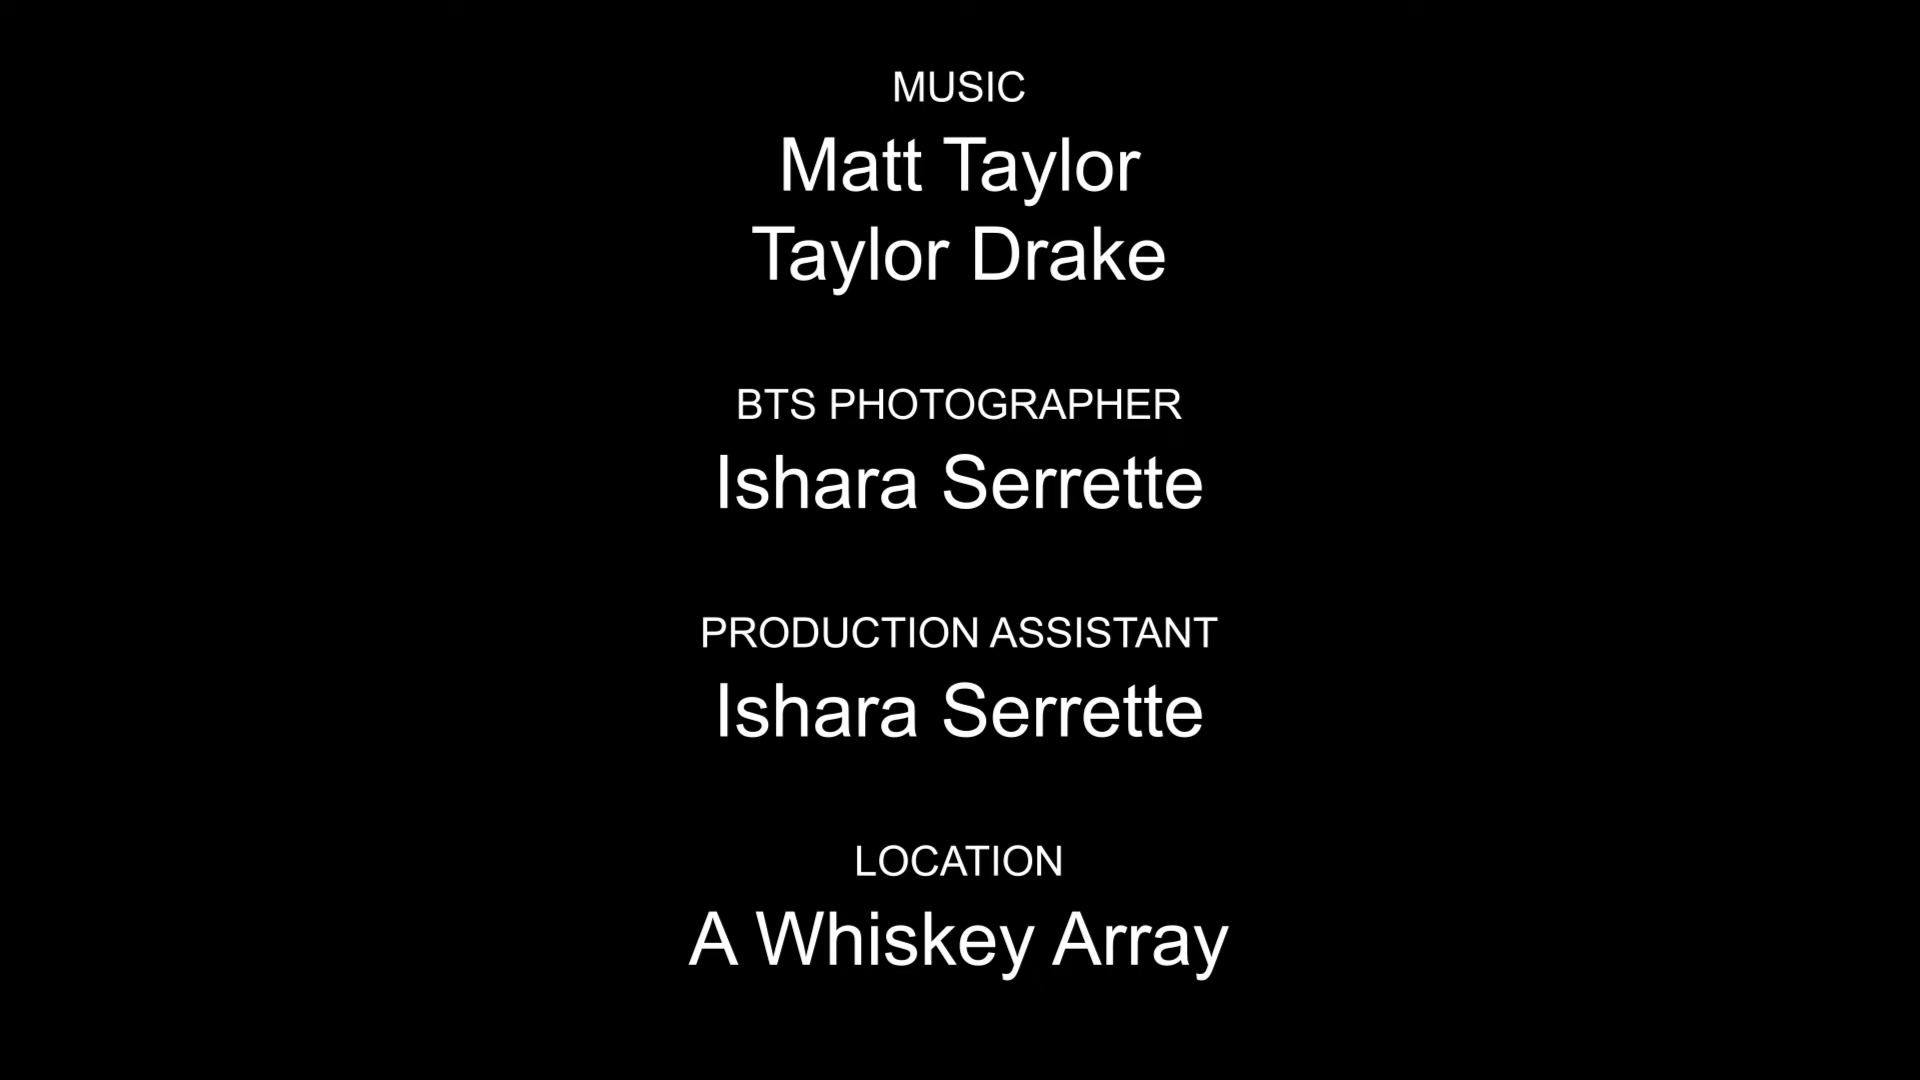 MUSIC
Matt Taylor
Taylor Drake
BTS PHOTOGRAPHER
Ishara Serrette
PRODUCTION ASSISTANT
Ishara Serrette
LOCATION
A Whiskey Array